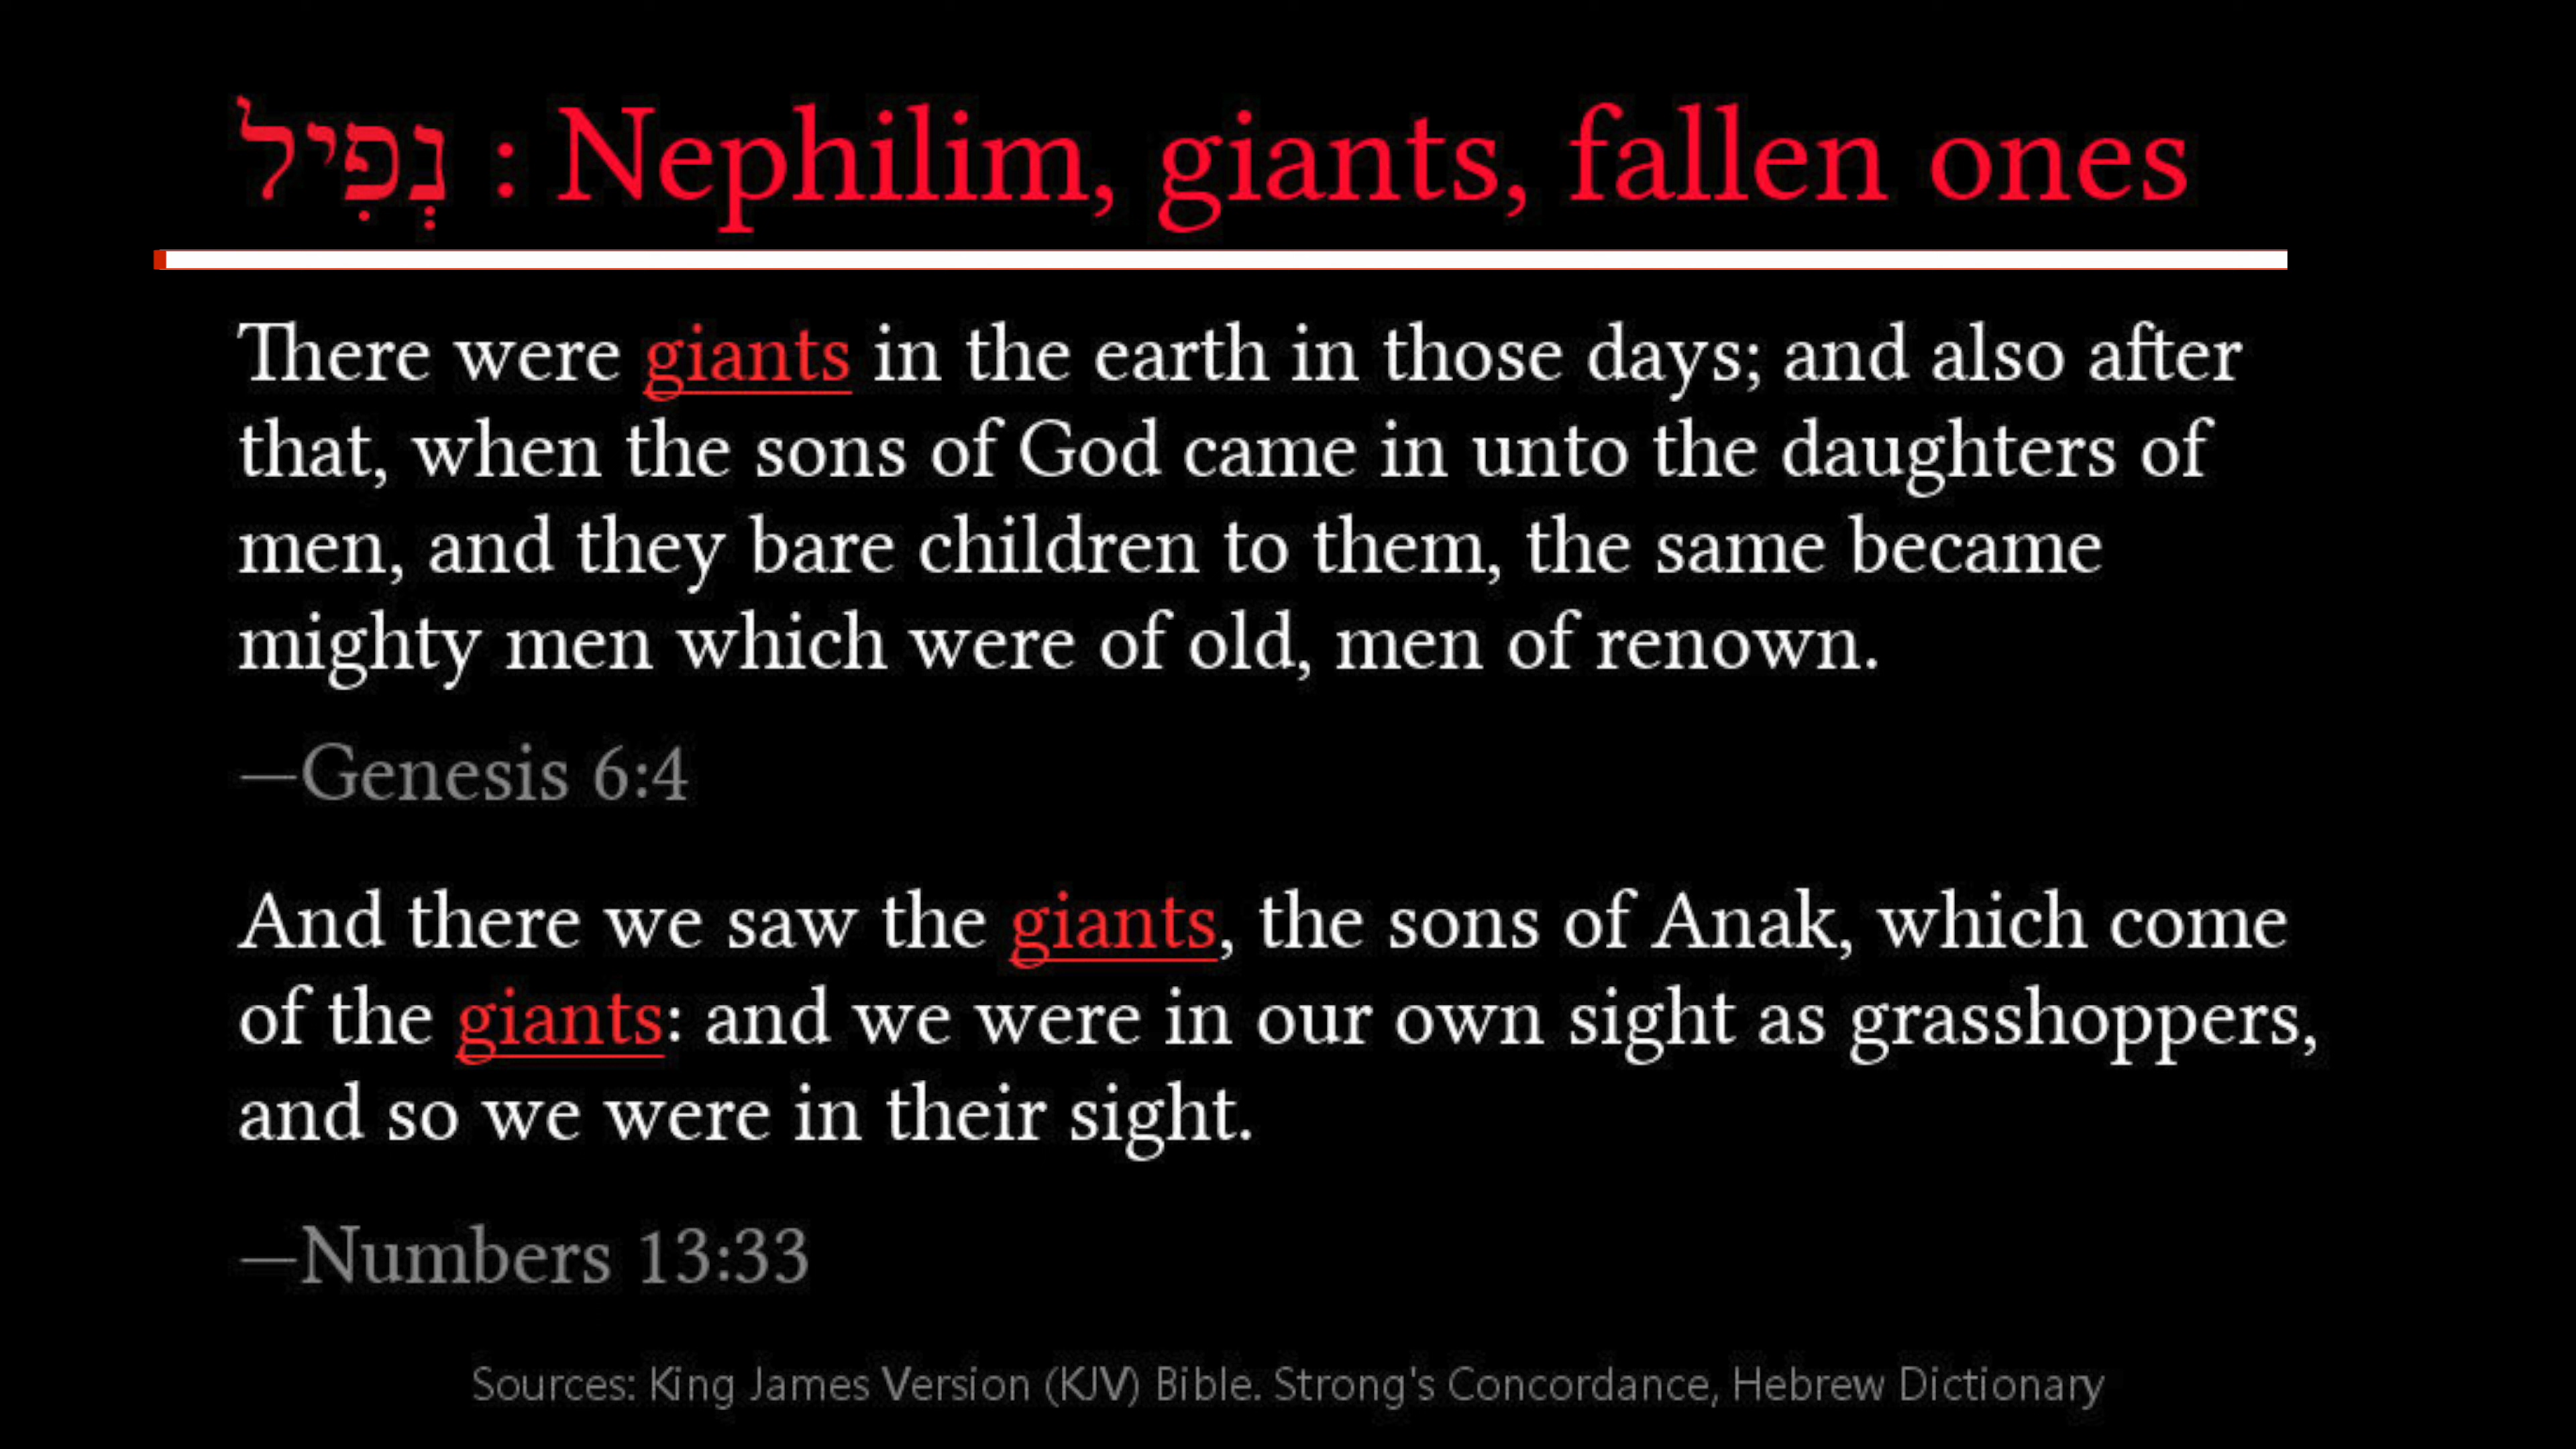 נְפִיל : Nephilim, giants, fallen ones
There were giants in the earth in those days; and also after
that, when the sons of God came in unto the daughters of
men, and they bare children to them, the same became
mighty men which were of old, men of renown.
—Genesis 6:4
And there we saw the giants, the sons of Anak, which come
of the giants: and we were in our own sight as grasshoppers,
and so we were in their sight.
—Numbers 13:33
Sources: King James Version (KJV) Bible. Strong's Concordance, Hebrew Dictionary